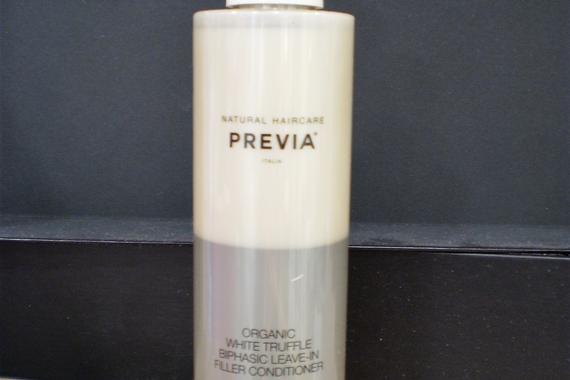 NATURAL HAIRCARE
PREVIA
ITALIA
ORGANIC
WHITE TRUFFLE
BIPHASIC LEAVE-IN
FILLER CONDITIONER